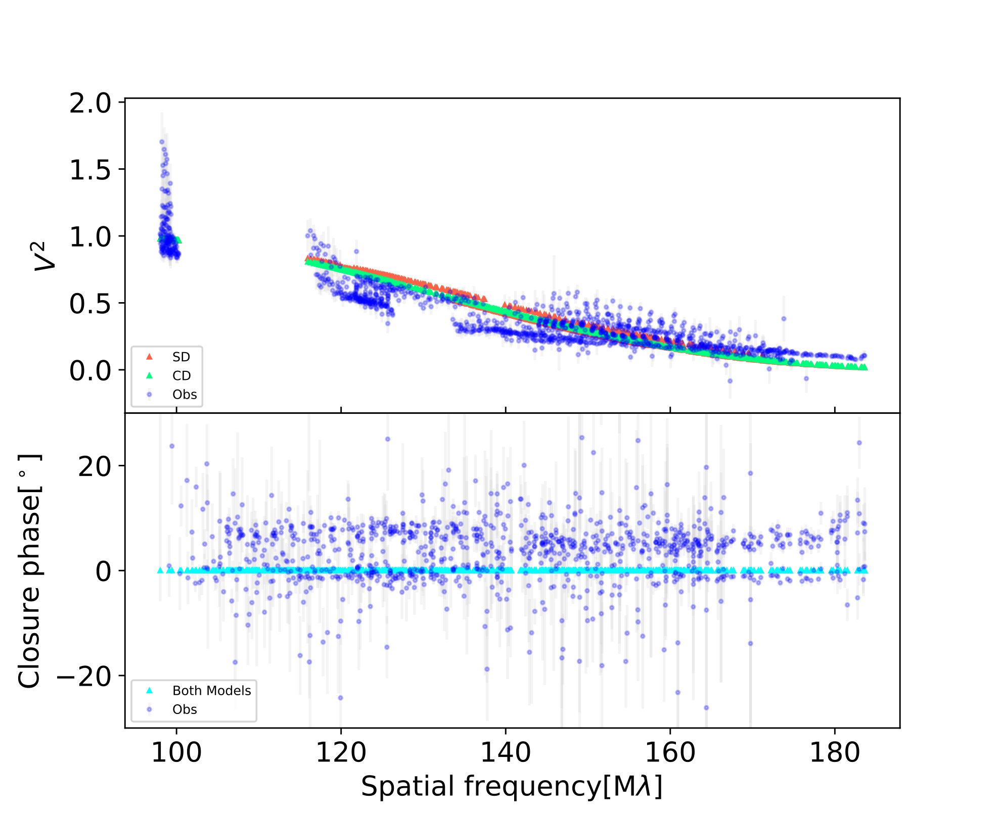 2.0
1.5
1.0
0.5
0.0
V²
SD
CD
Obs
20
0
−20
Closure phase[°]
Both Models
Obs
100 120 140 160 180
Spatial frequency[Mλ]